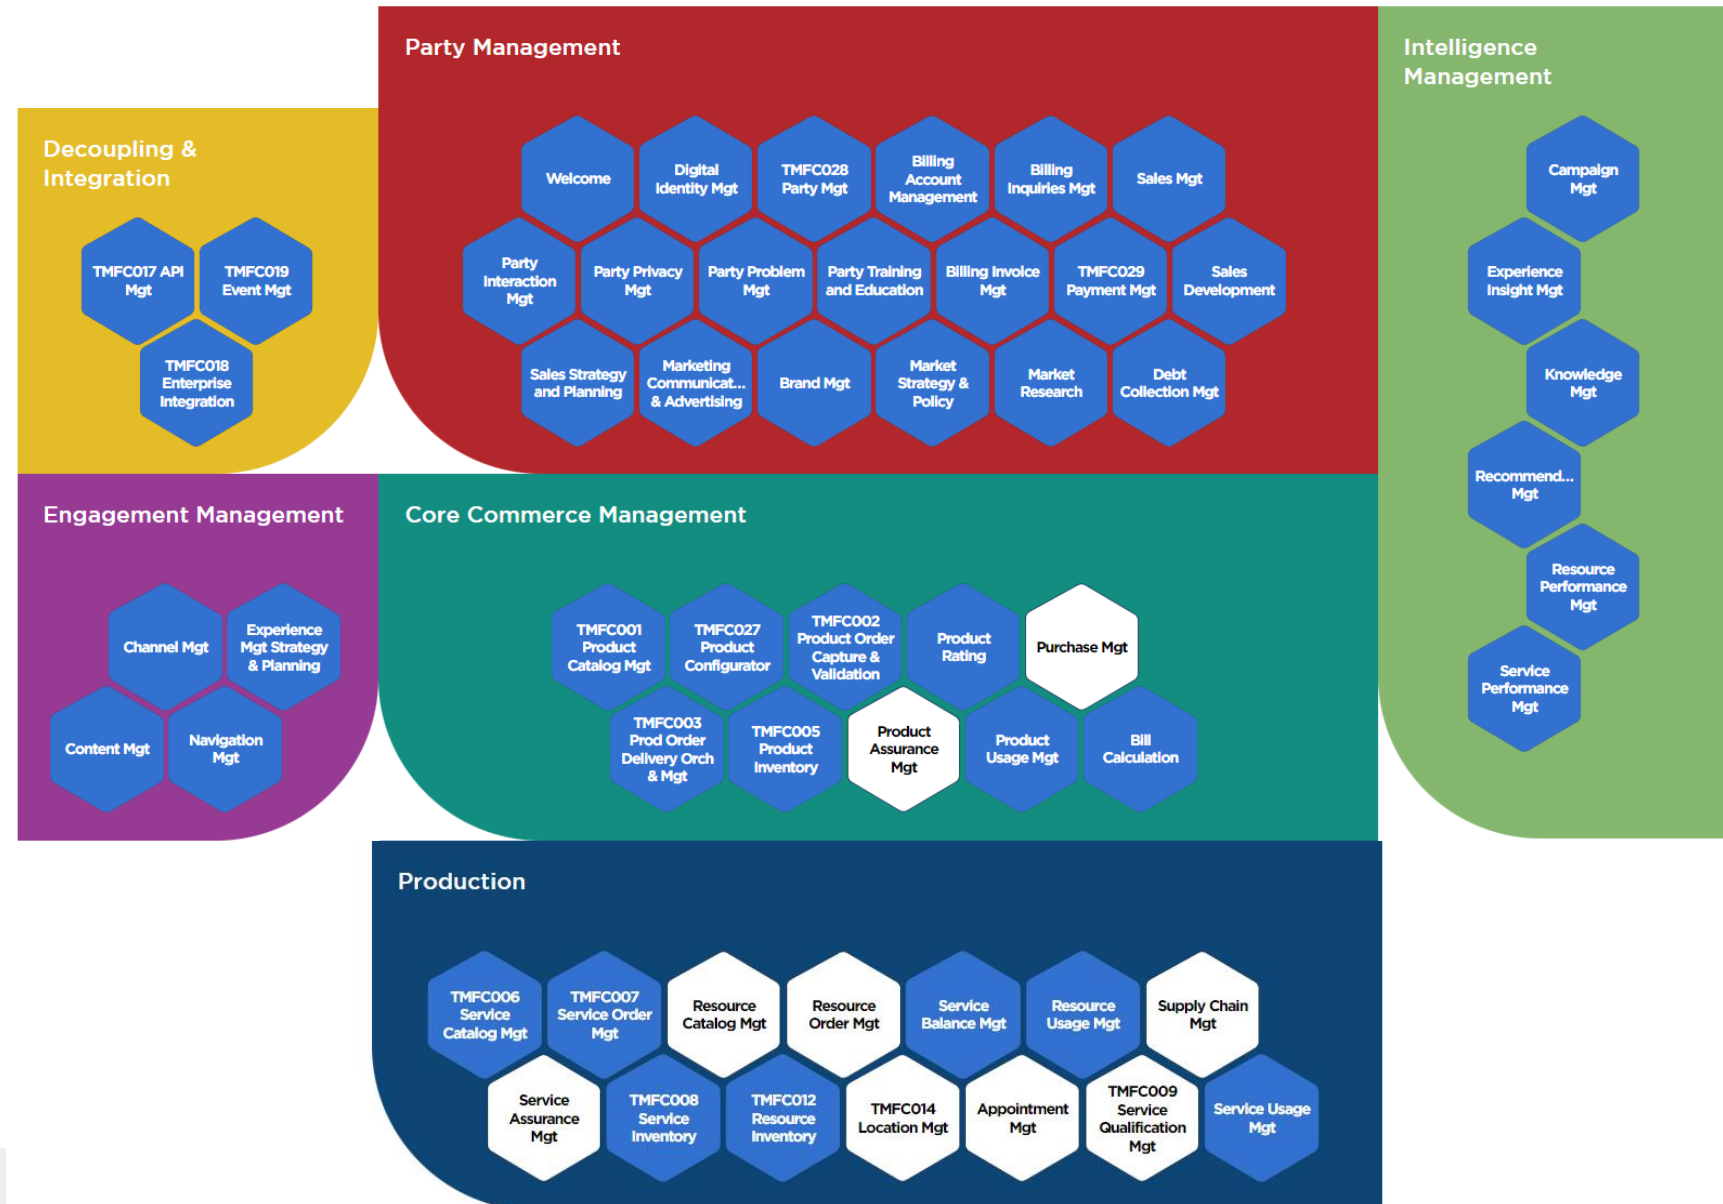 Party Management
Intelligence
Management
Decoupling &
Integration
Welcome
Digital
Identity Mgt
TMFC028
Party Mgt
Billing
Account
Management
Billing
Inquiries Mgt
Sales Mgt
Party
Interaction
Mgt
Party Privacy
Mgt
Party Problem
Mgt
Party Training
and Education
Billing Invoice
Mgt
TMFC029
Payment Mgt
Sales
Development
Sales Strategy
and Planning
Marketing
Communicat...
& Advertising
Brand Mgt
Market
Strategy &
Policy
Market
Research
Debt
Collection Mgt
TMFC017 API
Mgt
TMFC019
Event Mgt
TMFC018
Enterprise
Integration
Campaign
Mgt
Experience
Insight Mgt
Knowledge
Mgt
Recommend...
Mgt
Resource
Performance
Mgt
Service
Performance
Mgt
Engagement Management
Channel Mgt
Experience
Mgt Strategy
& Planning
Content Mgt
Navigation
Mgt
Core Commerce Management
TMFC001
Product
Catalog Mgt
TMFC027
Product
Configurator
TMFC002
Product Order
Capture &
Validation
Product
Rating
Purchase Mgt
TMFC003
Prod Order
Delivery Orch
& Mgt
TMFC005
Product
Inventory
Product
Assurance
Mgt
Product
Usage Mgt
Bill
Calculation
Production
TMFC006
Service
Catalog Mgt
TMFC007
Service Order
Mgt
Resource
Catalog Mgt
Resource
Order Mgt
Service
Balance Mgt
Resource
Usage Mgt
Supply Chain
Mgt
Service
Assurance
Mgt
TMFC008
Service
Inventory
TMFC012
Resource
Inventory
TMFC014
Location Mgt
Appointment
Mgt
TMFC009
Service
Qualification
Mgt
Service Usage
Mgt